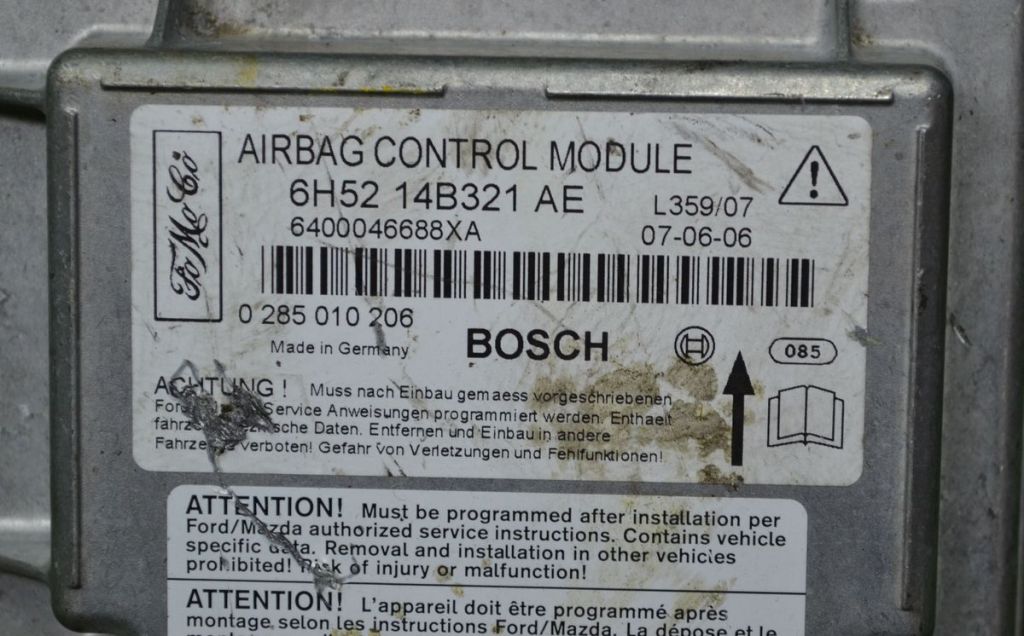 FoMoCo
AIRBAG CONTROL MODULE
6H52 14B321 AE
L359/07
6400046688XA
07-06-06
0 285 010 206
BOSCH
085
Made in Germany
ACHTUNG ! Muss nach Einbau gemaess vorgeschriebenen
Service Anweisungen programmiert werden. Enthaelt
Daten. Entfernen und Einbau in andere
verboten! Gefahr von Verletzungen und Fehlfunktionen!
ATTENTION! Must be programmed after installation per
Ford/Mazda authorized service instructions. Contains vehicle
specific data. Removal and installation in other vehicles
prohibited! Risk of injury or malfunction!
ATTENTION! L'appareil doit être programmé après
montage selon les instructions Ford/Mazda. La dépose et le